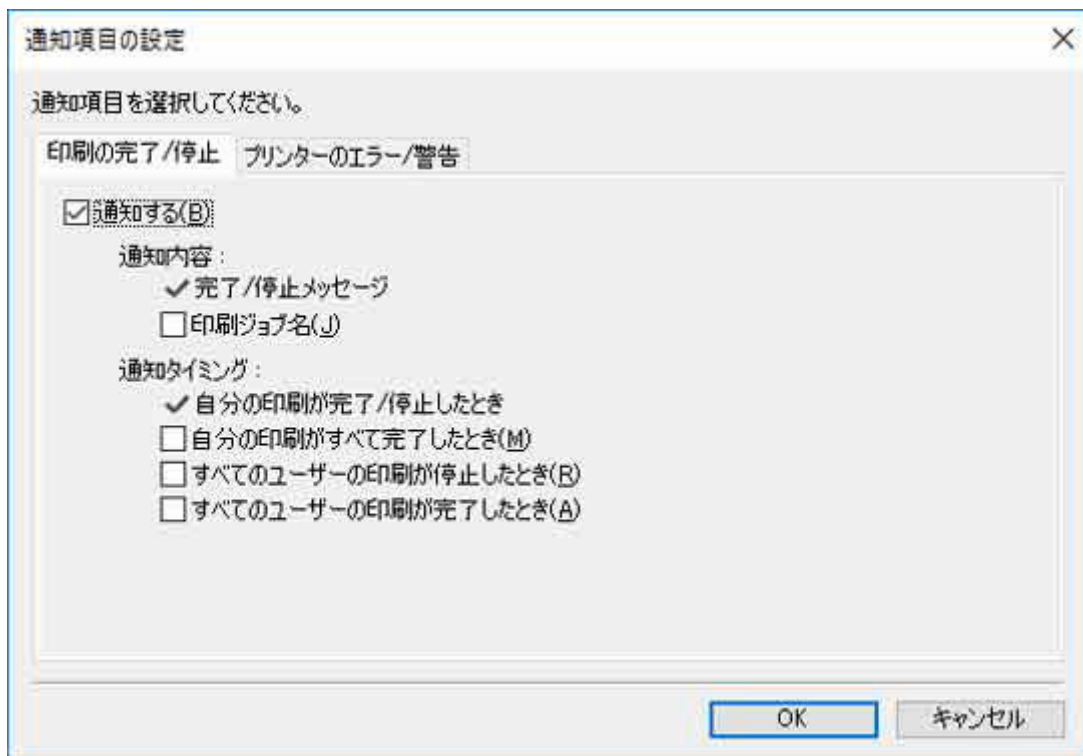 通知項目の設定
通知項目を選択してください。
印刷の完了/停止 プリンターのエラー/警告
通知する(B)
通知内容:
完了/停止メッセージ
印刷ジョブ名(J)
通知タイミング:
自分の印刷が完了/停止したとき
自分の印刷がすべて完了したとき(M)
すべてのユーザーの印刷が停止したとき(R)
すべてのユーザーの印刷が完了したとき(A)
OK キャンセル